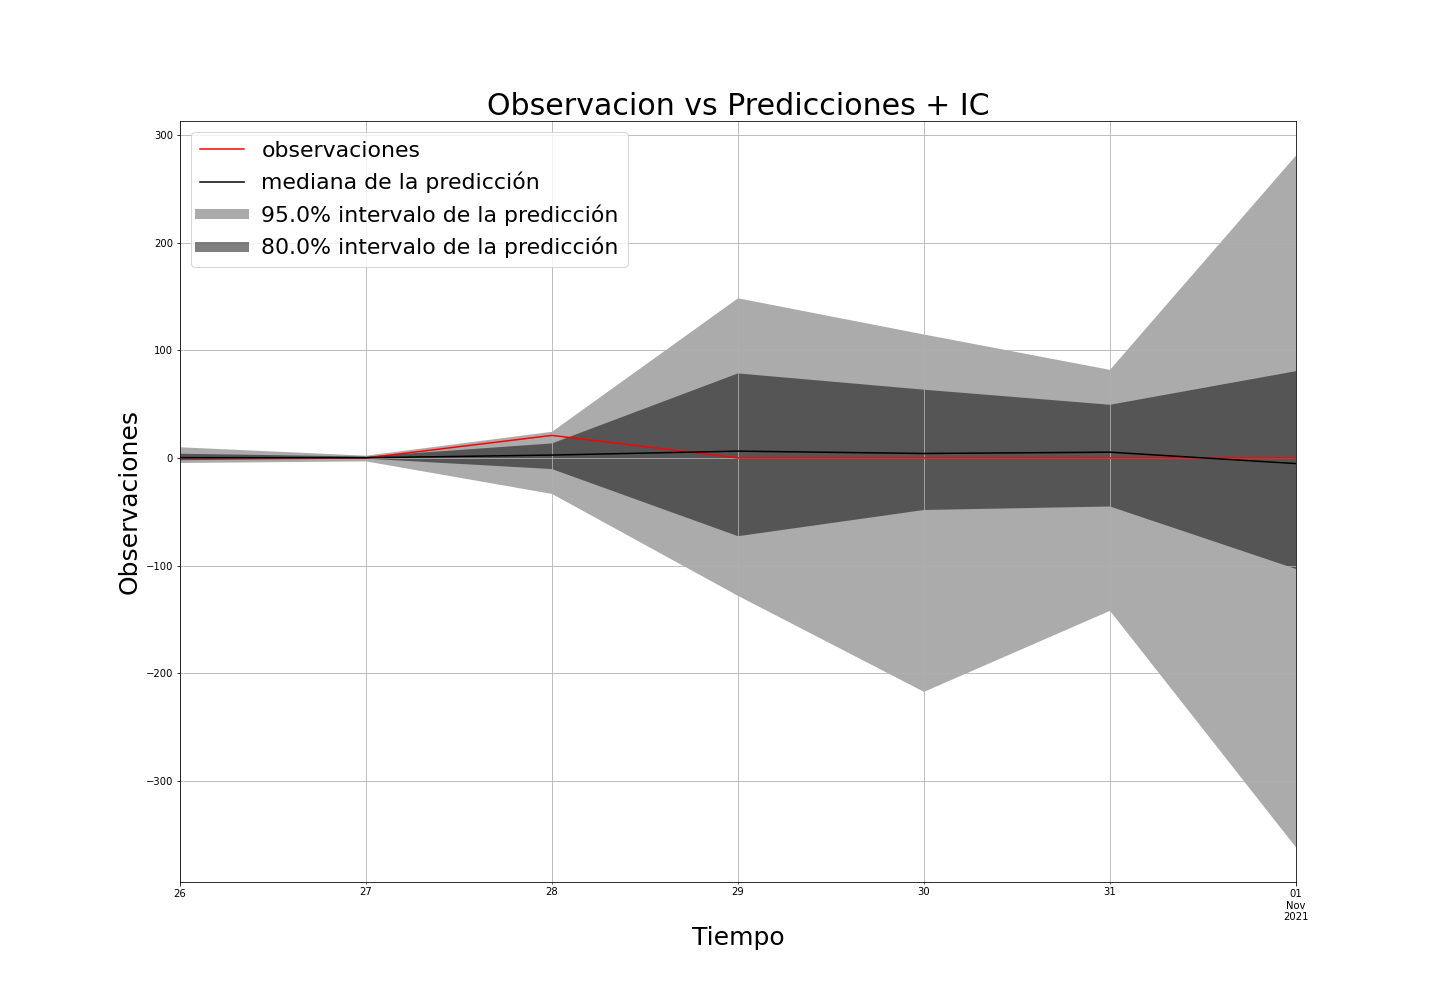 Observacion vs Predicciones + IC
observaciones
mediana de la predicción
95.0% intervalo de la predicción
80.0% intervalo de la predicción
300
200
100
0
−100
−200
−300
Observaciones
26 27 28 29 30 31 01
Nov
2021
Tiempo